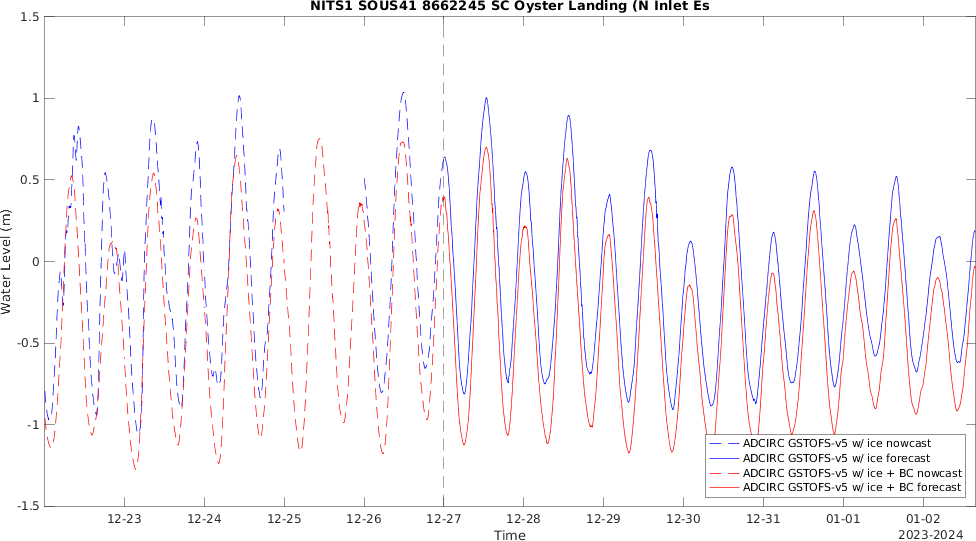 NITS1 SOUS41 8662245 SC Oyster Landing (N Inlet Es
1.5
1
0.5
0
-0.5
-1
-1.5
Water Level (m)
12-23 12-24 12-25 12-26 12-27 12-28 12-29 12-30 12-31 01-01 01-02
Time
2023-2024
ADCIRC GSTOFS-v5 w/ ice nowcast
ADCIRC GSTOFS-v5 w/ ice forecast
ADCIRC GSTOFS-v5 w/ ice + BC nowcast
ADCIRC GSTOFS-v5 w/ ice + BC forecast